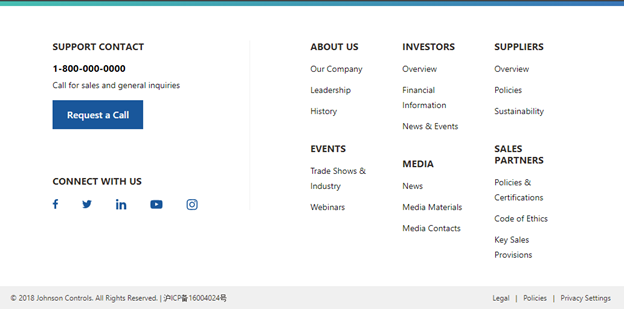 SUPPORT CONTACT
1-800-000-0000
Call for sales and general inquiries
Request a Call
CONNECT WITH US
ABOUT US
Our Company
Leadership
History
EVENTS
Trade Shows &
Industry
Webinars
INVESTORS
Overview
Financial
Information
News & Events
MEDIA
News
Media Materials
Media Contacts
SUPPLIERS
Overview
Policies
Sustainability
SALES
PARTNERS
Policies &
Certifications
Code of Ethics
Key Sales
Provisions
© 2018 Johnson Controls. All Rights Reserved. | 沪ICP备16004024号
Legal | Policies | Privacy Settings